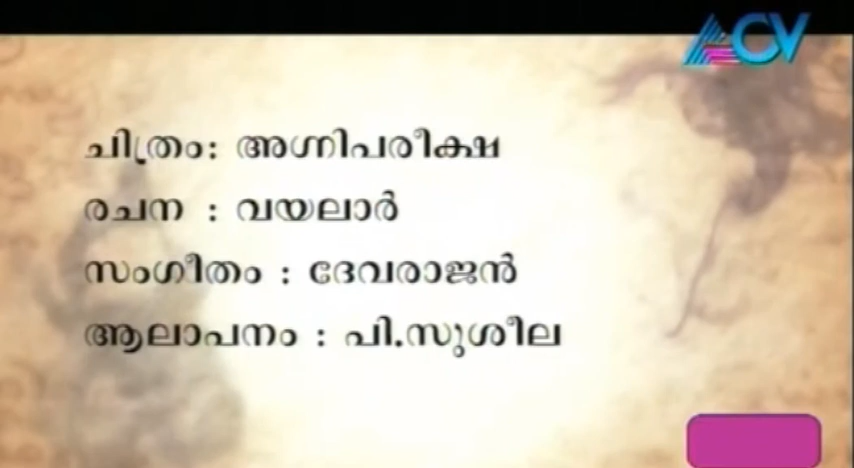 ACV
ചിത്രം: അഗ്നിപരീക്ഷ
രചന : വയലാർ
സംഗീതം : ദേവരാജൻ
ആലാപനം : പി.സുശീല